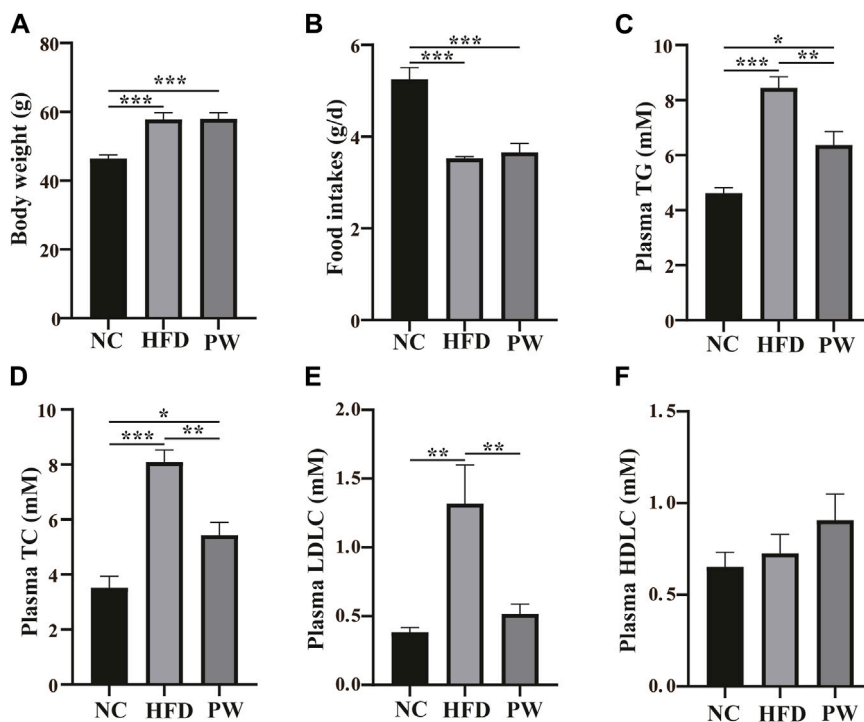 A
Body weight (g)
80
60
40
20
0
***
***
NC HFD PW
B
Food intakes (g/d)
6
4
2
0
***
***
NC HFD PW
C
Plasma TG (mM)
10
8
6
4
2
0
*
*** **
NC HFD PW
D
Plasma TC (mM)
10
8
6
4
2
0
*
*** **
NC HFD PW
E
Plasma LDLC (mM)
2.0
1.5
1.0
0.5
0.0
** **
NC HFD PW
F
Plasma HDLC (mM)
1.5
1.0
0.5
0.0
NC HFD PW